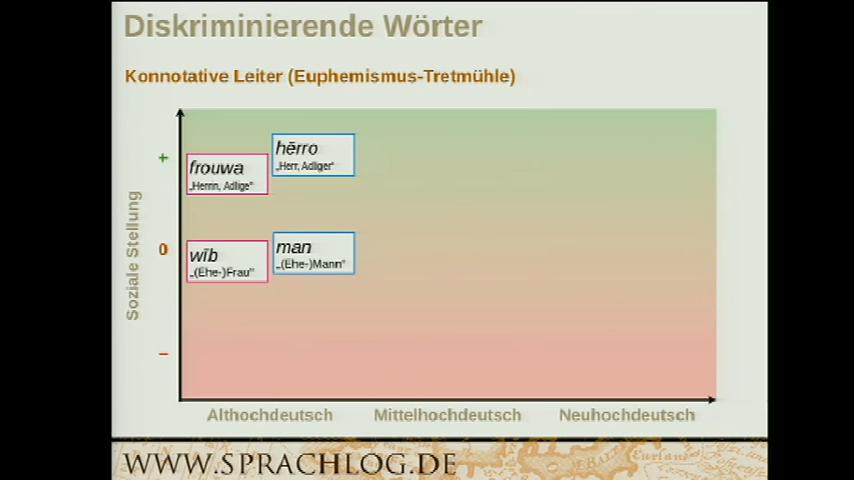 Diskriminierende Wörter
Konnotative Leiter (Euphemismus-Tretmühle)
Soziale Stellung
+
0
–
frouwa
„Herrin, Adlige“
hērro
„Herr, Adliger“
wīb
„(Ehe-)Frau“
man
„(Ehe-)Mann“
Althochdeutsch Mittelhochdeutsch Neuhochdeutsch
WWW.SPRACHLOG.DE